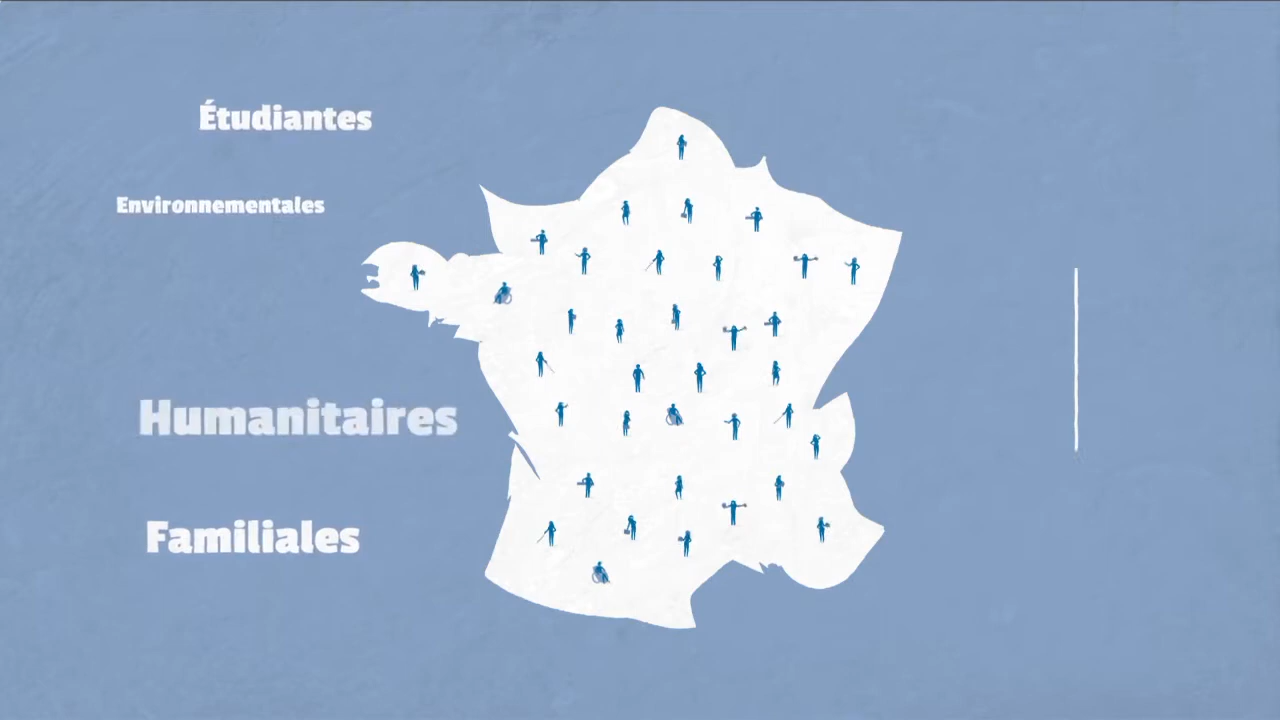 Étudiantes
Environnementales
Humanitaires
Familiales